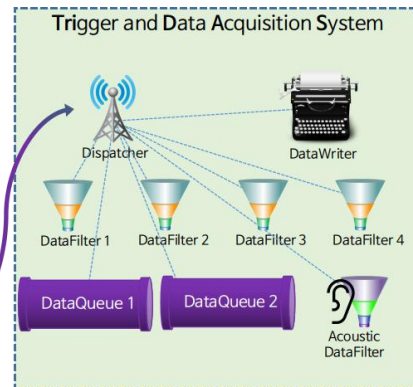 Trigger and Data Acquisition System
Dispatcher
DataWriter
DataFilter 1
DataFilter 2
DataFilter 3
DataFilter 4
DataQueue 1
DataQueue 2
Acoustic
DataFilter